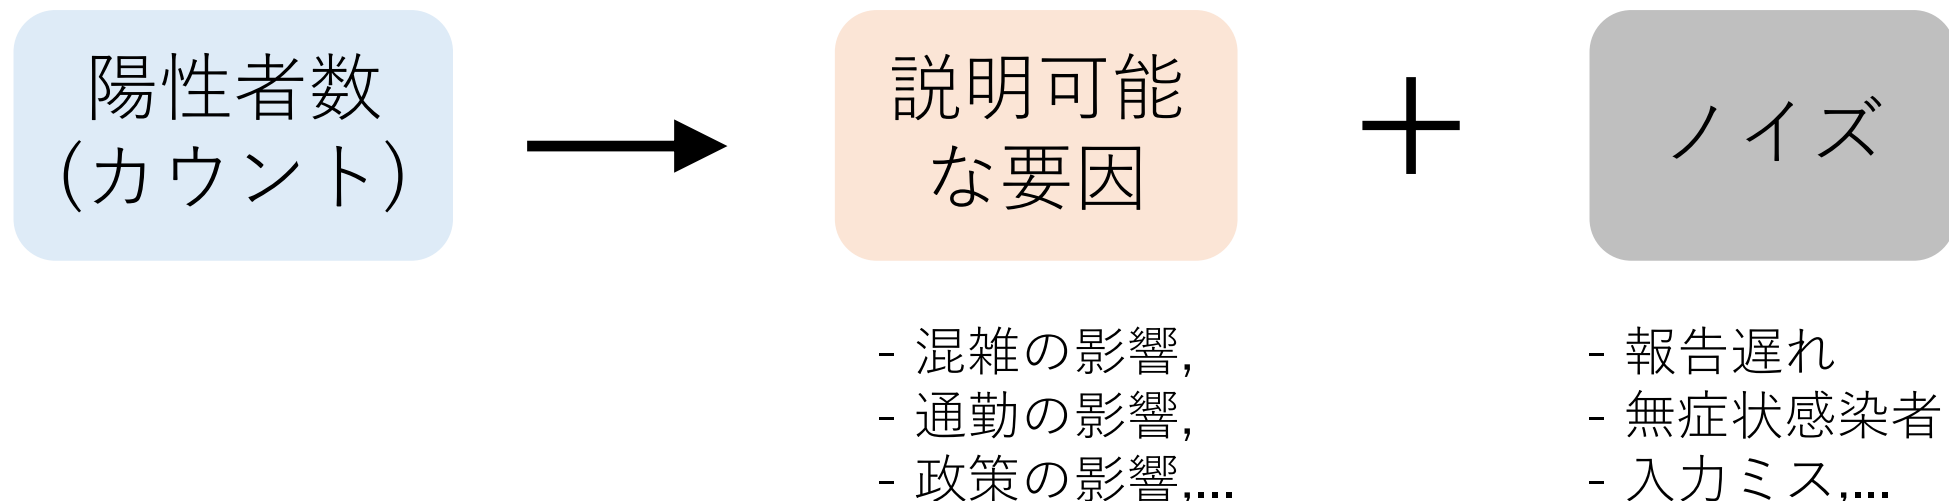 陽性者数
(カウント)
説明可能
な要因
+
ノイズ
- 混雑の影響,
- 通勤の影響,
- 政策の影響,...
- 報告遅れ
- 無症状感染者
- 入力ミス,...